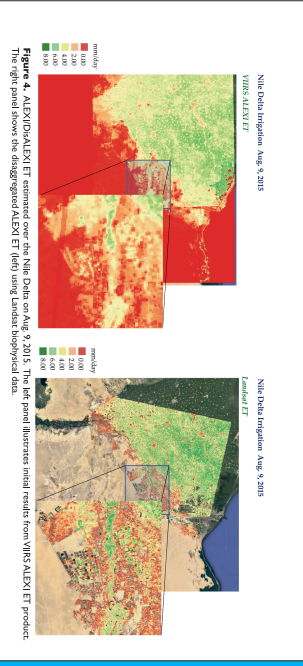 Nile Delta Irrigation Aug. 9, 2015
VIIRS ALEXI ET
mm/day
0.00
2.00
4.00
6.00
8.00
Nile Delta Irrigation Aug. 9, 2015
Landsat ET
mm/day
0.00
2.00
4.00
6.00
8.00
Figure 4. ALEXI/DisALEXI ET estimated over the Nile Delta on Aug. 9, 2015. The left panel illustrates initial results from VIIRS ALEXI ET product.
The right panel shows the disaggregated ALEXI ET (left) using Landsat biophysical data.